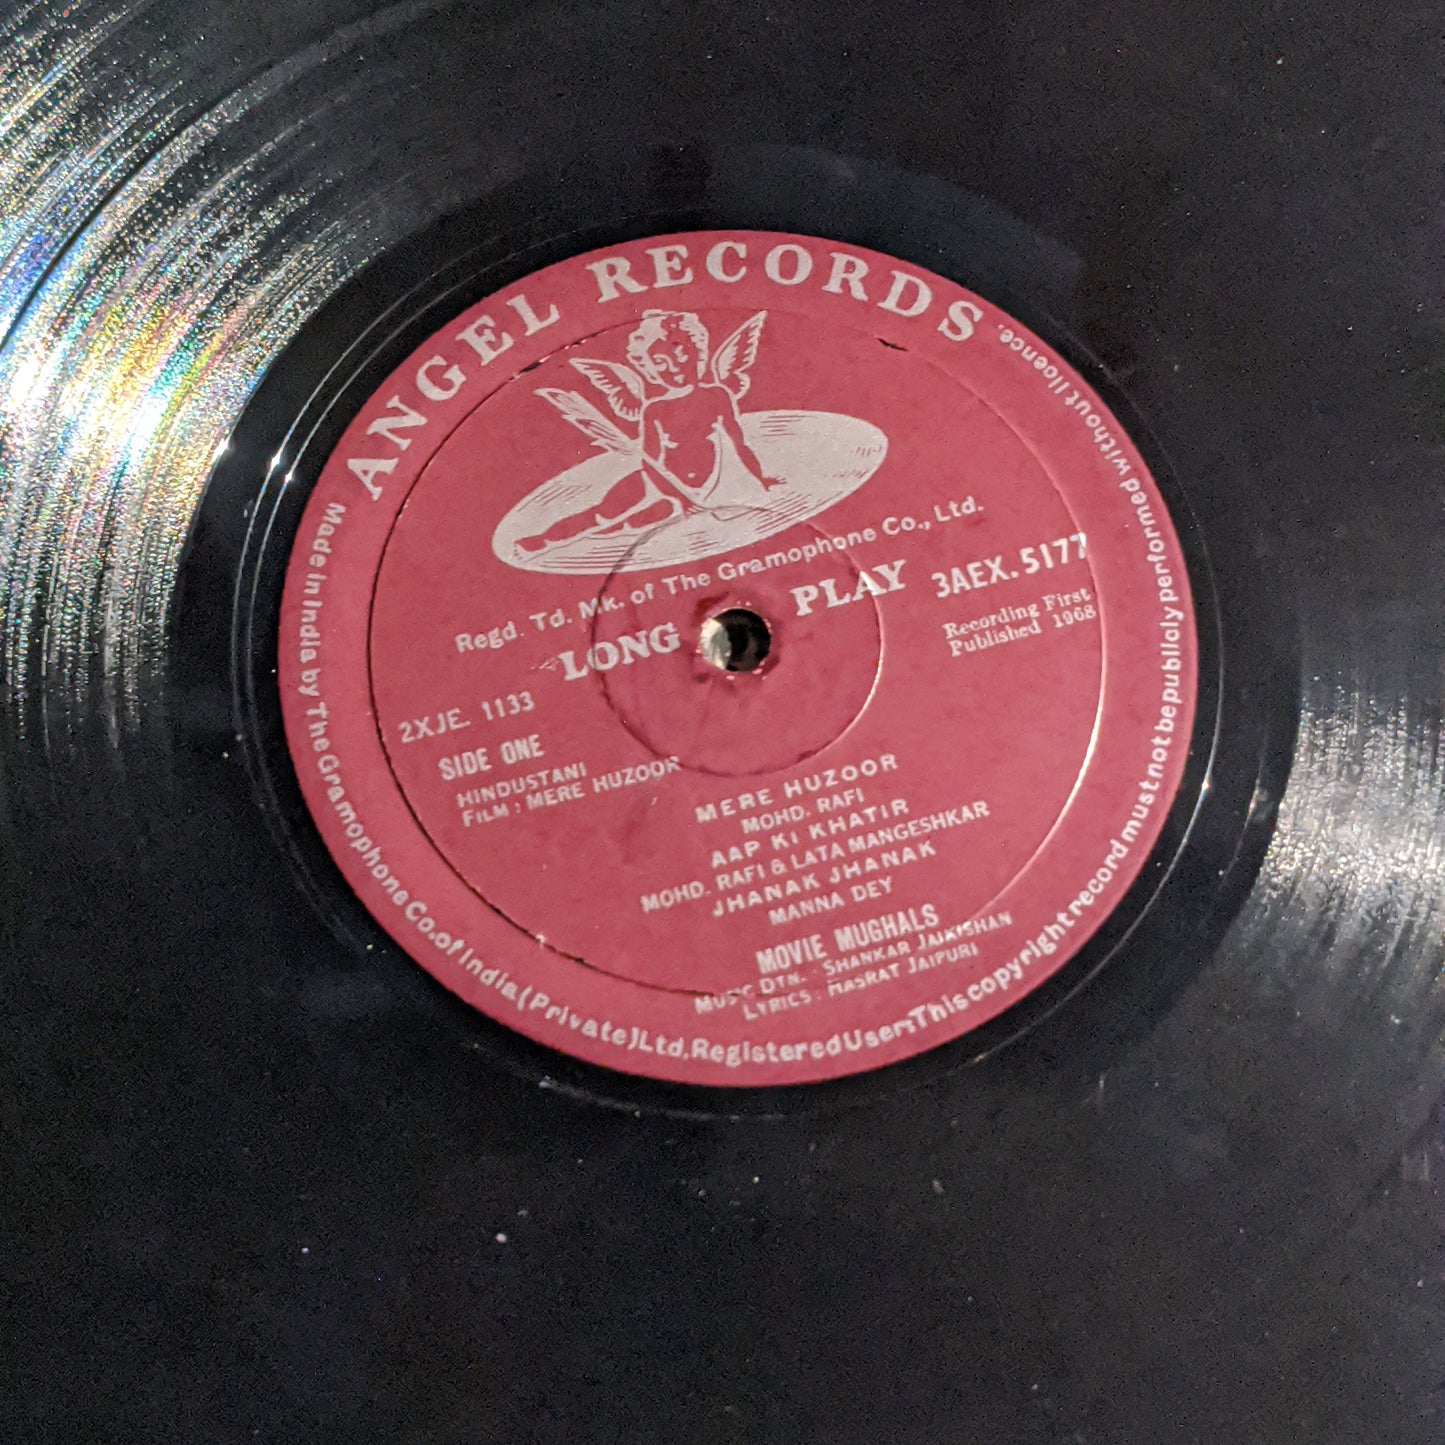 ANGEL RECORDS
Regd. Td. Mk. of The Gramophone Co., Ltd.
LONG PLAY
3AEX. 5177
Recording First
Published 1968
2XJE. 1133
SIDE ONE
HINDUSTANI
FILM : MERE HUZOOR
MERE HUZOOR
MOHD. RAFI
AAP KI KHATIR
MOHD. RAFI & LATA MANGESHKAR
JHANAK JHANAK
MANNA DEY
MOVIE MUGHALS
MUSIC DTN. : SHANKAR JAIKISHAN
LYRICS : HASRAT JAIPURI
Made in India by The Gramophone Co. of India (Private) Ltd. Registered User: This copyright record must not be publicly performed without licence.